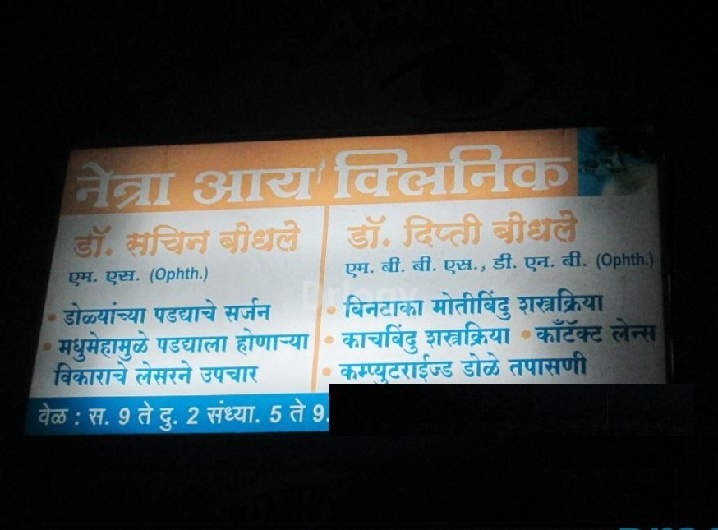 नेत्रा आय क्लिनिक
डॉ. सचिन बोधले
एम. एस. (Ophth.)
• डोळ्यांच्या पडद्याचे सर्जन
• मधुमेहामुळे पडद्याला होणाऱ्या
विकाराचे लेसरने उपचार
डॉ. दिप्ती बोधले
एम. बी. बी. एस., डी. एन. बी. (Ophth.)
• बिनटाका मोतीबिंदु शस्त्रक्रिया
• काचबिंदु शस्त्रक्रिया • कॉंटॅक्ट लेन्स
• कम्प्युटराईज्ड डोळे तपासणी
वेळ : स. 9 ते दु. 2 संध्या. 5 ते 9.